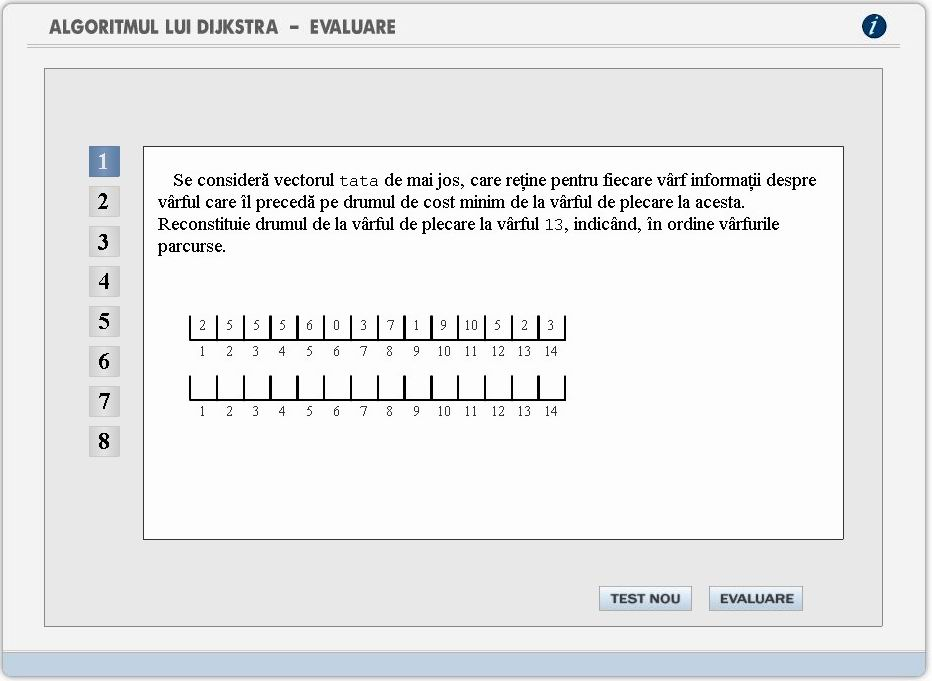 ALGORITMUL LUI DIJKSTRA – EVALUARE
i
1
Se consideră vectorul tata de mai jos, care reține pentru fiecare vârf informații despre
2
vârful care îl precedă pe drumul de cost minim de la vârful de plecare la acesta.
Reconstituie drumul de la vârful de plecare la vârful 13, indicând, în ordine vârfurile
3
parcurse.
4
5
2 5 5 5 6 0 3 7 1 9 10 5 2 3
1 2 3 4 5 6 7 8 9 10 11 12 13 14
6
7
1 2 3 4 5 6 7 8 9 10 11 12 13 14
8
TEST NOU EVALUARE